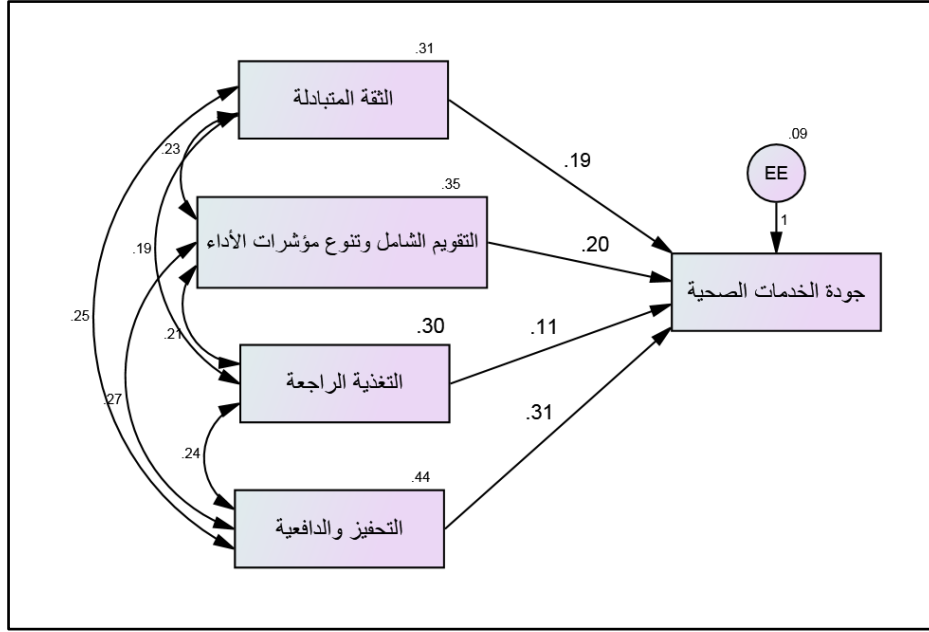 .31
الثقة المتبادلة
.23
.19
.09
EE
1
.35
التقويم الشامل وتنوع مؤشرات الأداء
.20
جودة الخدمات الصحية
.19
.25
.21
.30
.11
التغذية الراجعة
.27
.31
.24
.44
التحفيز والدافعية